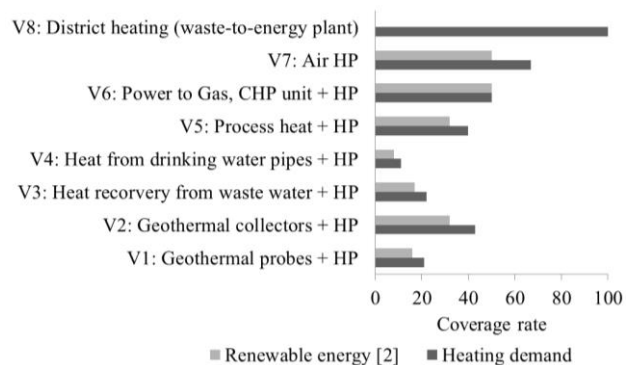 V8: District heating (waste-to-energy plant)
V7: Air HP
V6: Power to Gas, CHP unit + HP
V5: Process heat + HP
V4: Heat from drinking water pipes + HP
V3: Heat recorvery from waste water + HP
V2: Geothermal collectors + HP
V1: Geothermal probes + HP
0 20 40 60 80 100
Coverage rate
Renewable energy [2] Heating demand